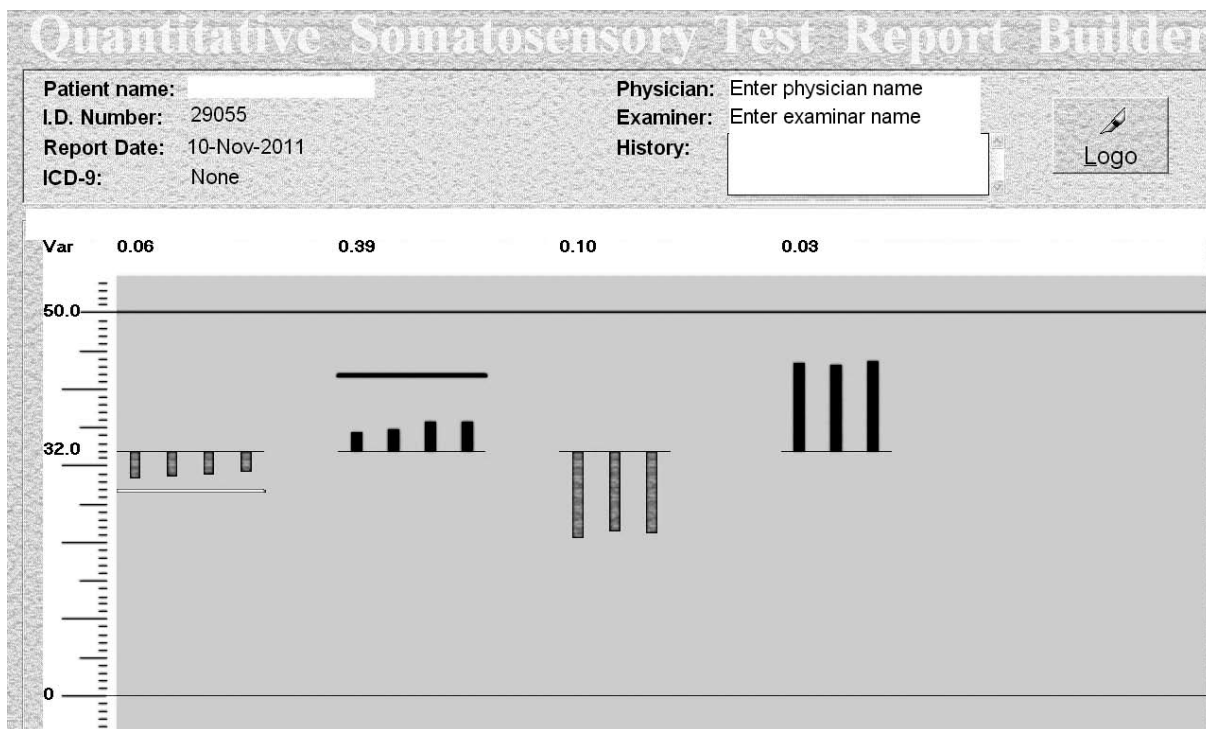 Quantitative Somatosensory Test Report Builder
Patient name:
I.D. Number: 29055
Report Date: 10-Nov-2011
ICD-9: None
Physician: Enter physician name
Examiner: Enter examinar name
History:
Logo
Var 0.06 0.39 0.10 0.03
50.0
32.0
0